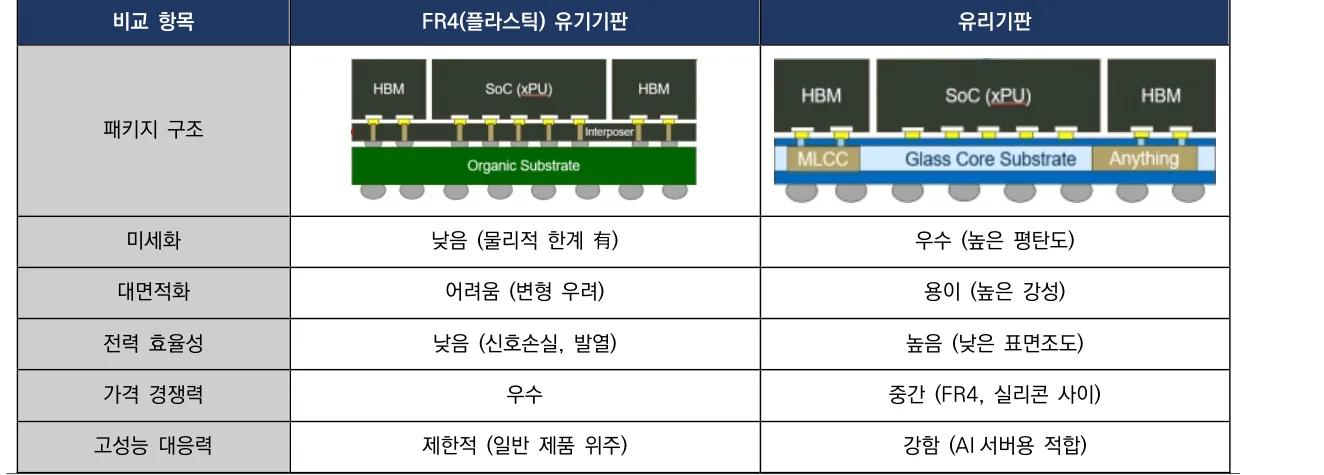 비교 항목 FR4(플라스틱) 유기기판 유리기판
패키지 구조
HBM SoC (xPU) HBM
Interposer
Organic Substrate
HBM SoC (xPU) HBM
MLCC Glass Core Substrate Anything
미세화 낮음 (물리적 한계 有) 우수 (높은 평탄도)
대면적화 어려움 (변형 우려) 용이 (높은 강성)
전력 효율성 낮음 (신호손실, 발열) 높음 (낮은 표면조도)
가격 경쟁력 우수 중간 (FR4, 실리콘 사이)
고성능 대응력 제한적 (일반 제품 위주) 강함 (AI 서버용 적합)